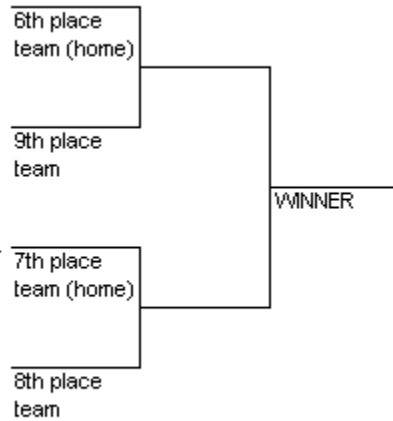 6th place
team (home)
9th place
team
WINNER
7th place
team (home)
8th place
team